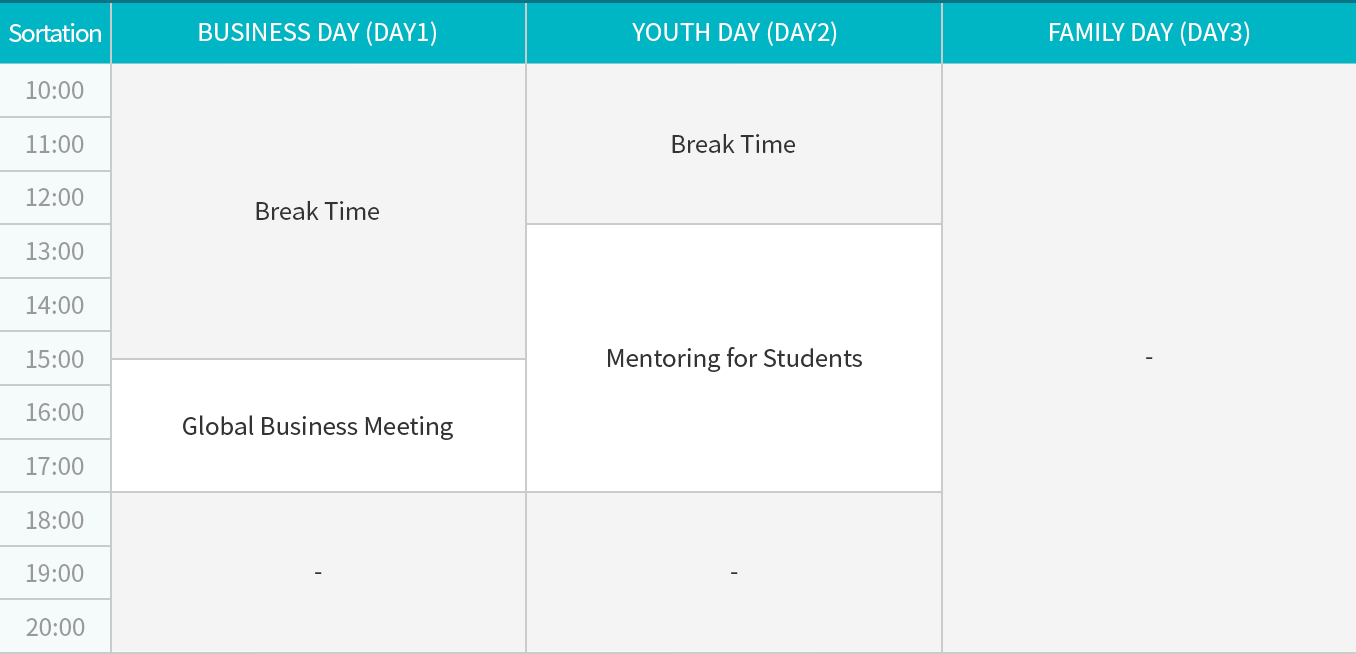 Sortation BUSINESS DAY (DAY1) YOUTH DAY (DAY2) FAMILY DAY (DAY3)
10:00
11:00 Break Time
12:00
Break Time
13:00
14:00
15:00 Mentoring for Students -
16:00
Global Business Meeting
17:00
18:00
19:00 - -
20:00